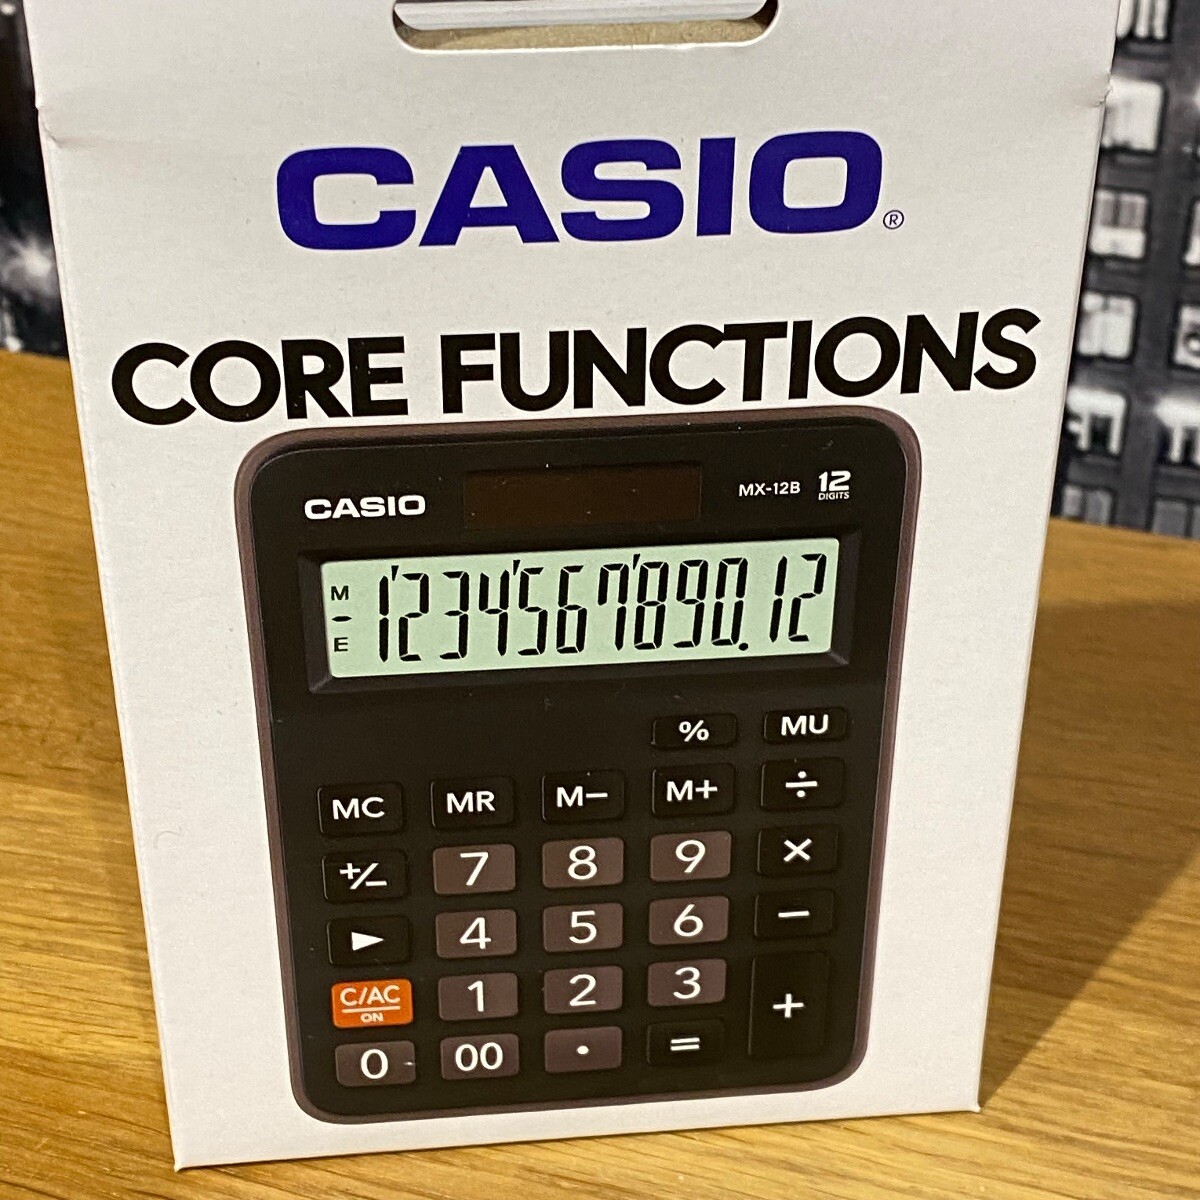 CASIO®
CORE FUNCTIONS
CASIO MX-12B 12 DIGITS
M
- 1'234'567'890.12
E
% MU
MC MR M− M+ ÷
+/− 7 8 9 ×
▶ 4 5 6 −
C/AC ON 1 2 3 +
0 00 · =